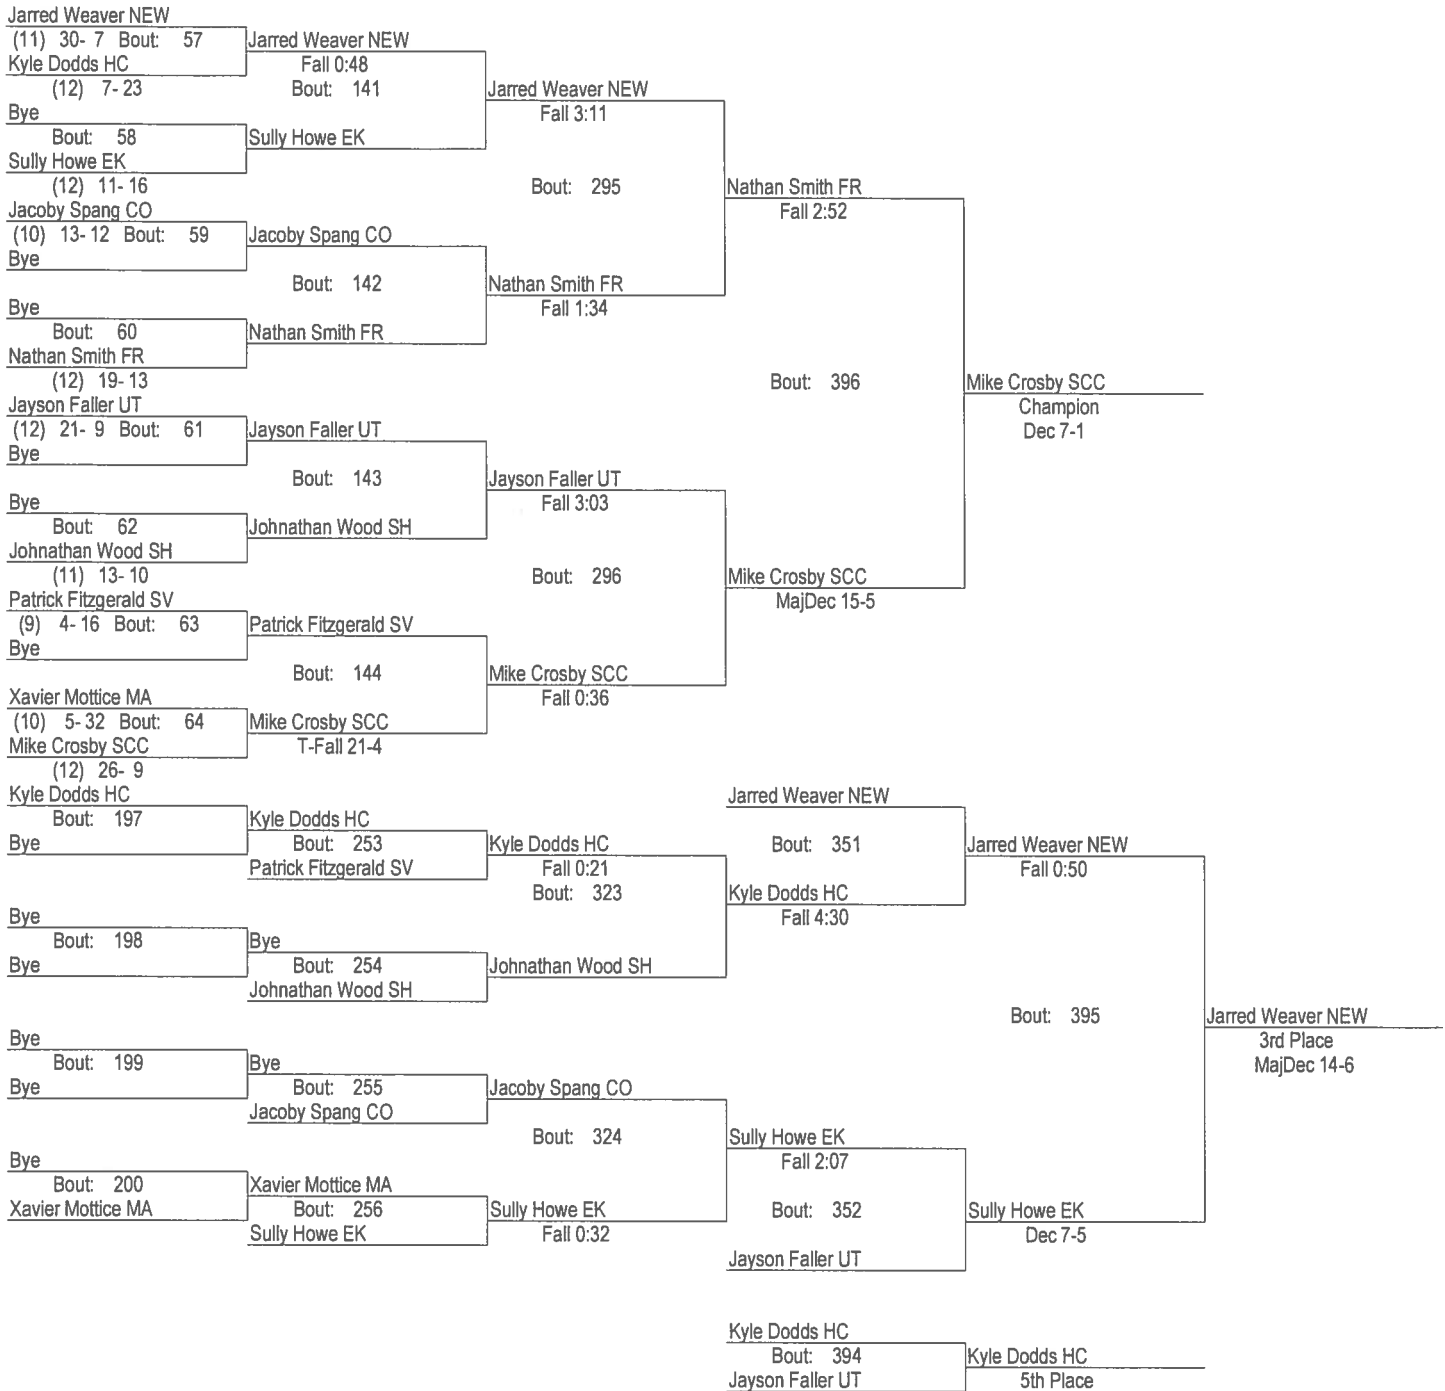 Jarred Weaver NEW
(11) 30- 7 Bout: 57
Kyle Dodds HC
(12) 7- 23
Bye
Bout: 58
Sully Howe EK
(12) 11- 16
Jacoby Spang CO
(10) 13- 12 Bout: 59
Bye
Bye
Bout: 60
Nathan Smith FR
(12) 19- 13
Jayson Faller UT
(12) 21- 9 Bout: 61
Bye
Bye
Bout: 62
Johnathan Wood SH
(11) 13- 10
Patrick Fitzgerald SV
(9) 4- 16 Bout: 63
Bye
Xavier Mottice MA
(10) 5- 32 Bout: 64
Mike Crosby SCC
(12) 26- 9
Jarred Weaver NEW
Fall 0:48
Bout: 141
Sully Howe EK
Jacoby Spang CO
Bout: 142
Nathan Smith FR
Jayson Faller UT
Bout: 143
Johnathan Wood SH
Patrick Fitzgerald SV
Bout: 144
Mike Crosby SCC
T-Fall 21-4
Jarred Weaver NEW
Fall 3:11
Bout: 295
Nathan Smith FR
Fall 1:34
Jayson Faller UT
Fall 3:03
Bout: 296
Mike Crosby SCC
Fall 0:36
Nathan Smith FR
Fall 2:52
Bout: 396
Mike Crosby SCC
MajDec 15-5
Mike Crosby SCC
Champion
Dec 7-1
Kyle Dodds HC
Bout: 197
Bye
Bye
Bout: 198
Bye
Bye
Bout: 199
Bye
Bye
Bout: 200
Xavier Mottice MA
Kyle Dodds HC
Bout: 253
Patrick Fitzgerald SV
Bye
Bout: 254
Johnathan Wood SH
Bye
Bout: 255
Jacoby Spang CO
Xavier Mottice MA
Bout: 256
Sully Howe EK
Kyle Dodds HC
Fall 0:21
Bout: 323
Johnathan Wood SH
Jacoby Spang CO
Bout: 324
Sully Howe EK
Fall 0:32
Jarred Weaver NEW
Bout: 351
Kyle Dodds HC
Fall 4:30
Sully Howe EK
Fall 2:07
Bout: 352
Jayson Faller UT
Jarred Weaver NEW
Fall 0:50
Bout: 395
Sully Howe EK
Dec 7-5
Jarred Weaver NEW
3rd Place
MajDec 14-6
Kyle Dodds HC
Bout: 394
Jayson Faller UT
Kyle Dodds HC
5th Place